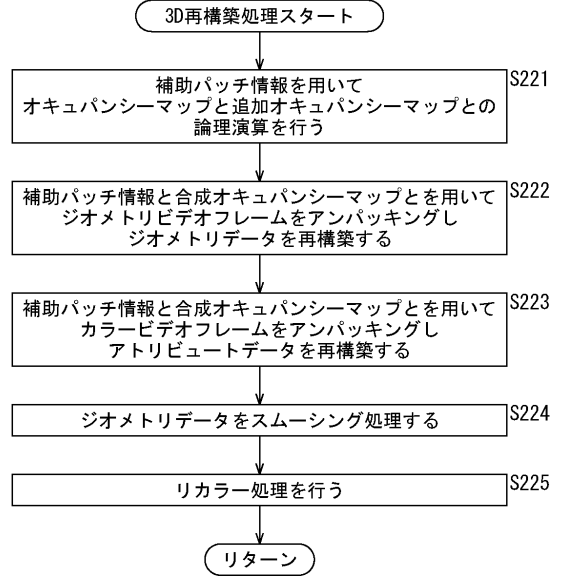 3D再構築処理スタート
S221
補助パッチ情報を用いて
オキュパンシーマップと追加オキュパンシーマップとの
論理演算を行う
S222
補助パッチ情報と合成オキュパンシーマップとを用いて
ジオメトリビデオフレームをアンパッキングし
ジオメトリデータを再構築する
S223
補助パッチ情報と合成オキュパンシーマップとを用いて
カラービデオフレームをアンパッキングし
アトリビュートデータを再構築する
S224
ジオメトリデータをスムージング処理する
S225
リカラー処理を行う
リターン